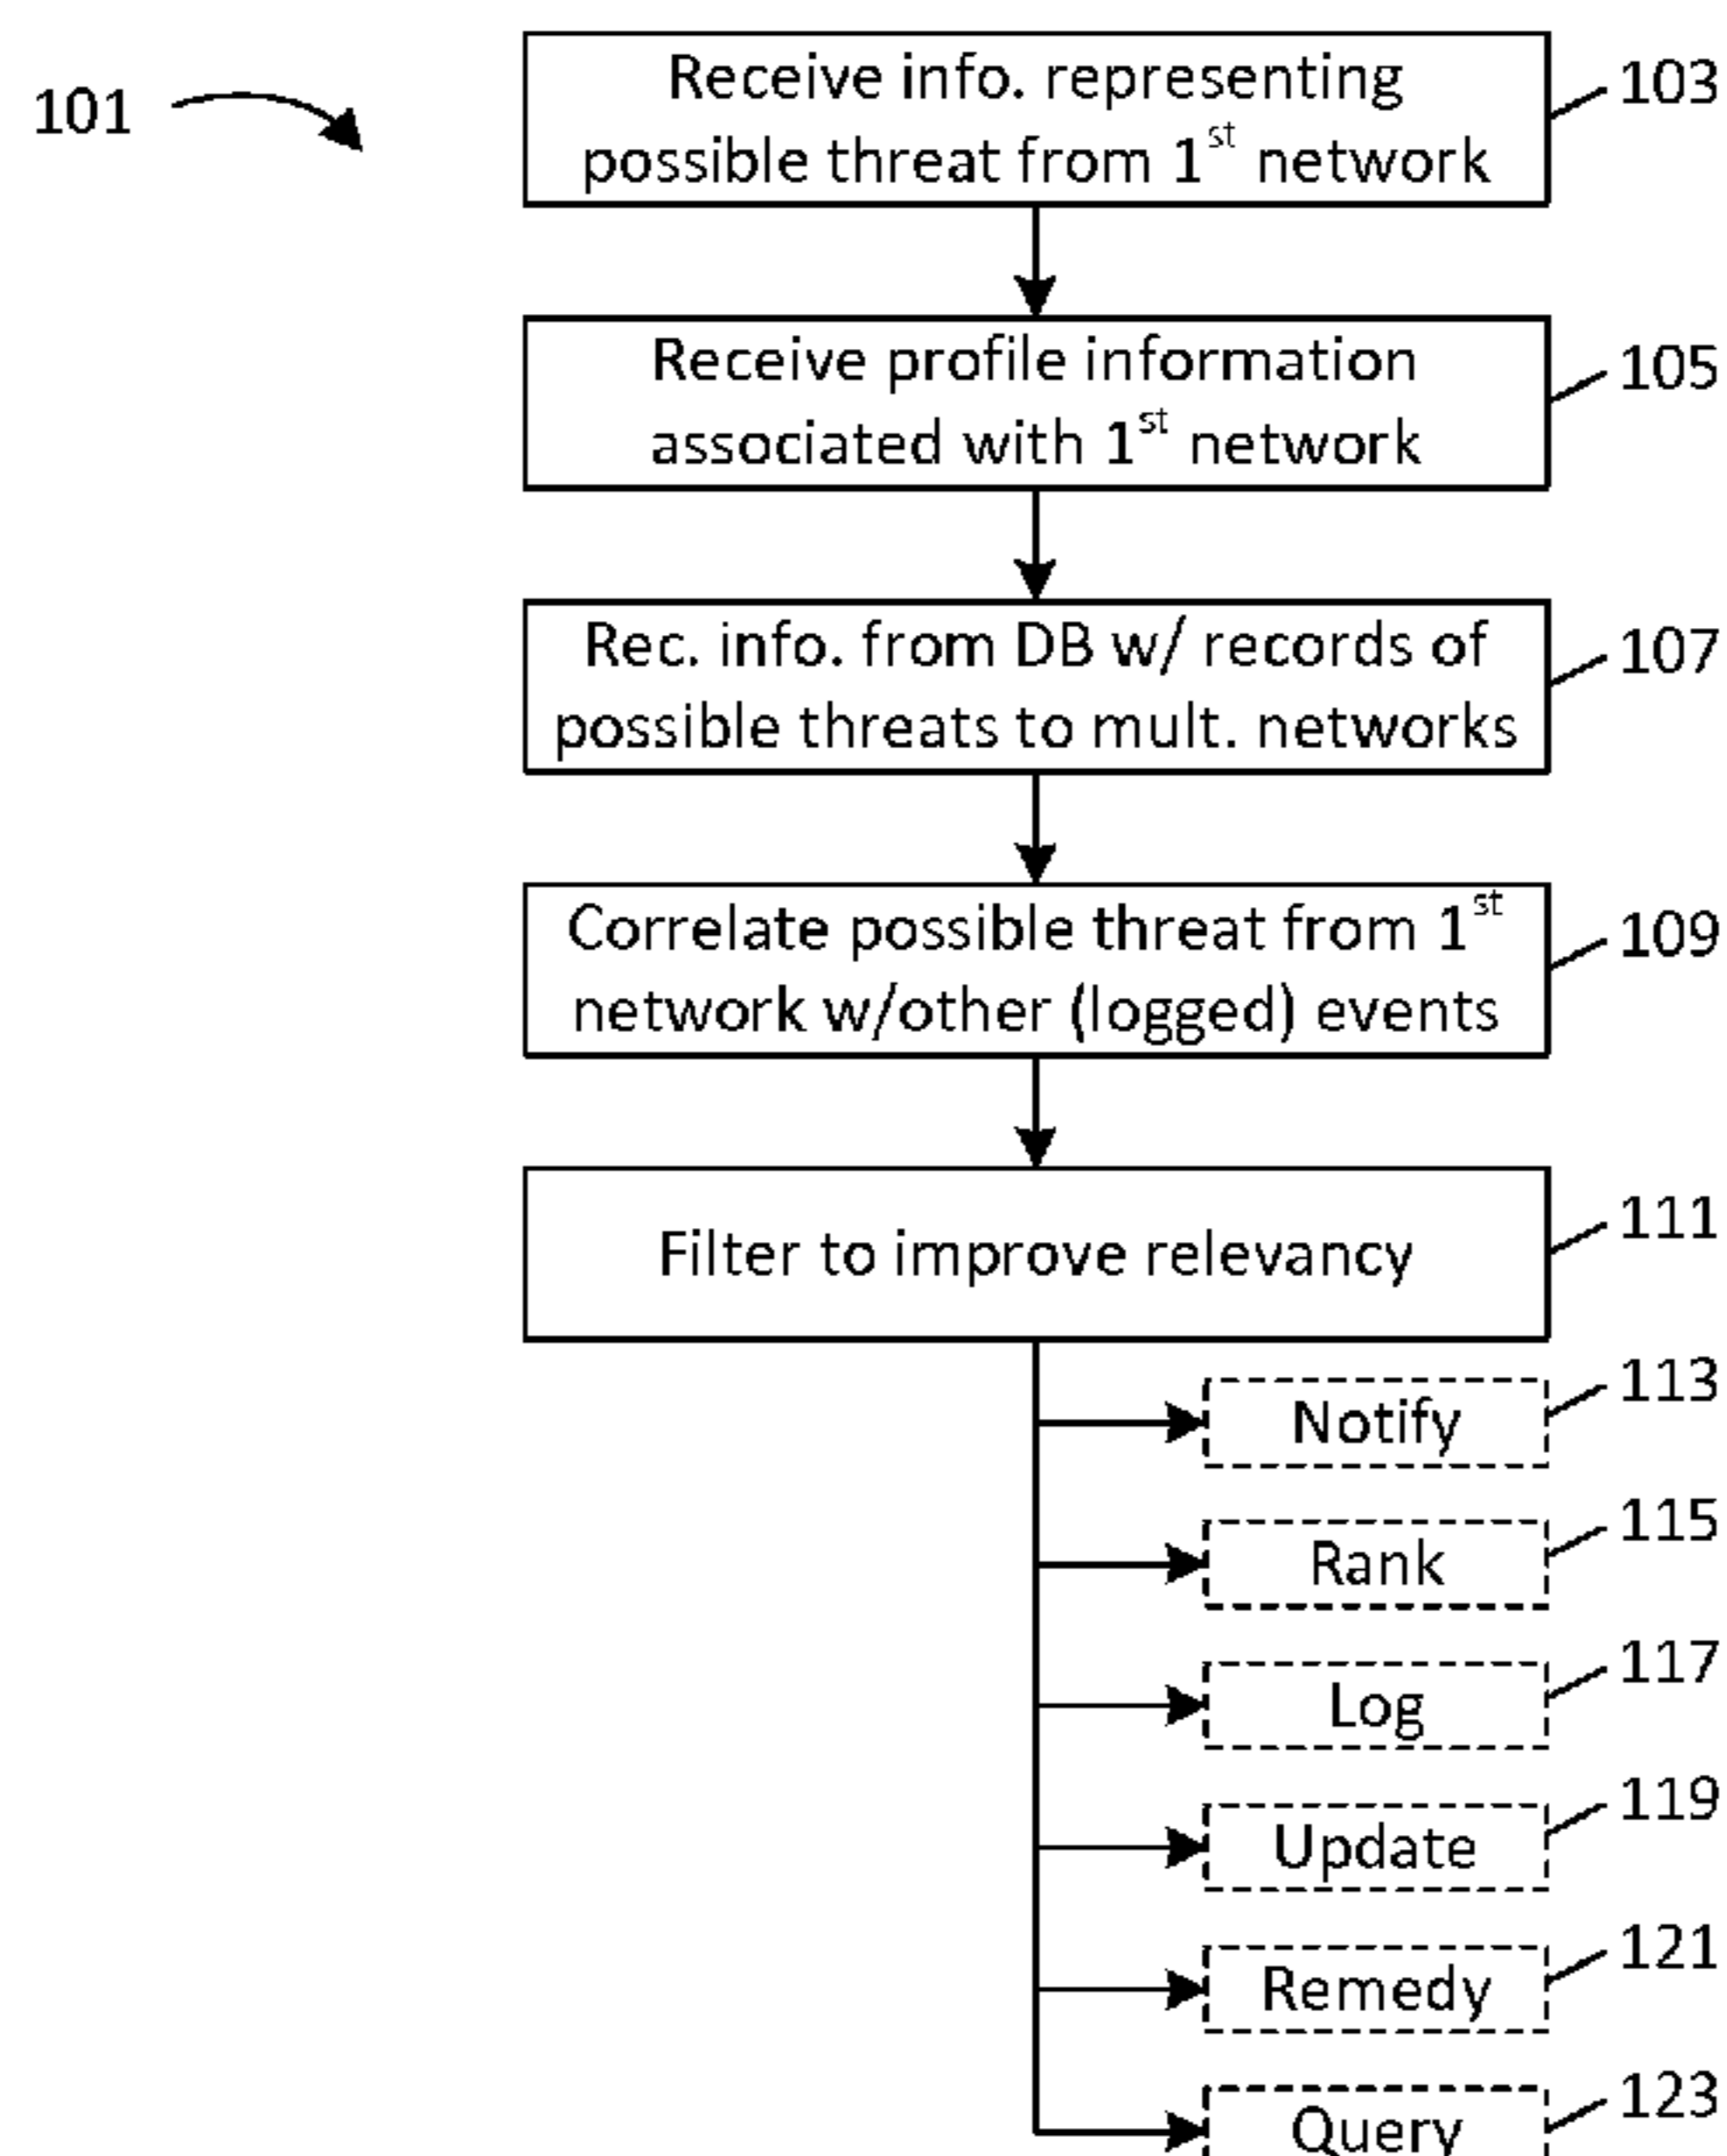 101
Receive info. representing
possible threat from 1st network
103
Receive profile information
associated with 1st network
105
Rec. info. from DB w/ records of
possible threats to mult. networks
107
Correlate possible threat from 1st
network w/other (logged) events
109
Filter to improve relevancy
111
Notify
113
Rank
115
Log
117
Update
119
Remedy
121
Query
123